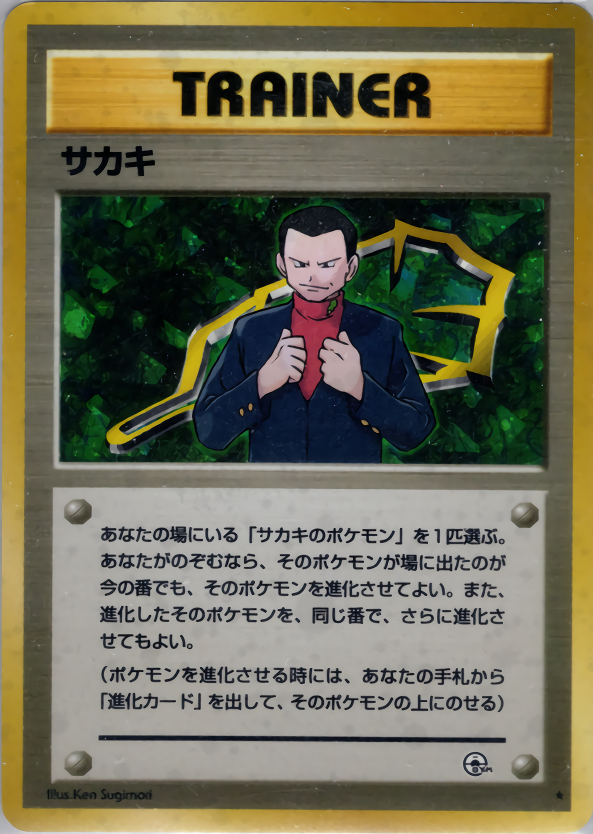 TRAINER
サカキ
あなたの場にいる「サカキのポケモン」を1匹選ぶ。
あなたがのぞむなら、そのポケモンが場に出たのが
今の番でも、そのポケモンを進化させてよい。また、
進化したそのポケモンを、同じ番で、さらに進化さ
せてもよい。
（ポケモンを進化させる時には、あなたの手札から
「進化カード」を出して、そのポケモンの上にのせる）
Illus. Ken Sugimori